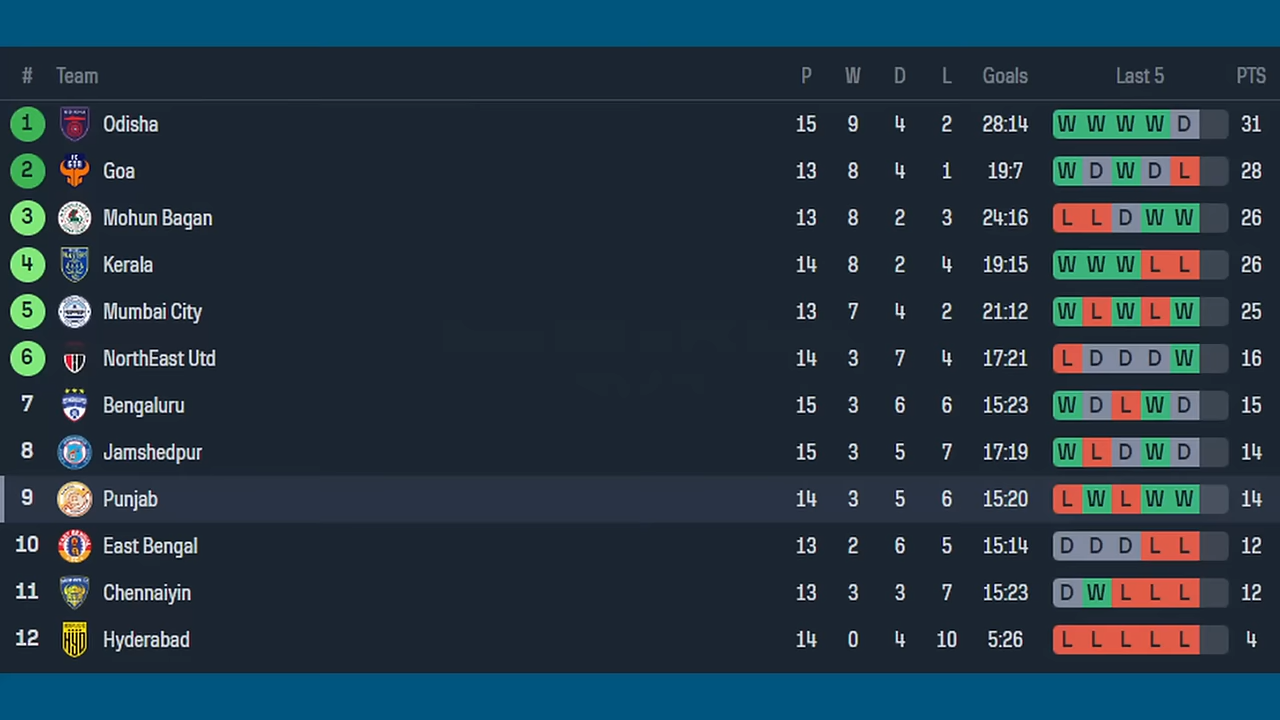 # Team P W D L Goals Last 5 PTS
1 Odisha 15 9 4 2 28:14 W W W W D 31
2 Goa 13 8 4 1 19:7 W D W D L 28
3 Mohun Bagan 13 8 2 3 24:16 L L D W W 26
4 Kerala 14 8 2 4 19:15 W W W L L 26
5 Mumbai City 13 7 4 2 21:12 W L W L W 25
6 NorthEast Utd 14 3 7 4 17:21 L D D D W 16
7 Bengaluru 15 3 6 6 15:23 W D L W D 15
8 Jamshedpur 15 3 5 7 17:19 W L D W D 14
9 Punjab 14 3 5 6 15:20 L W L W W 14
10 East Bengal 13 2 6 5 15:14 D D D L L 12
11 Chennaiyin 13 3 3 7 15:23 D W L L L 12
12 Hyderabad 14 0 4 10 5:26 L L L L L 4